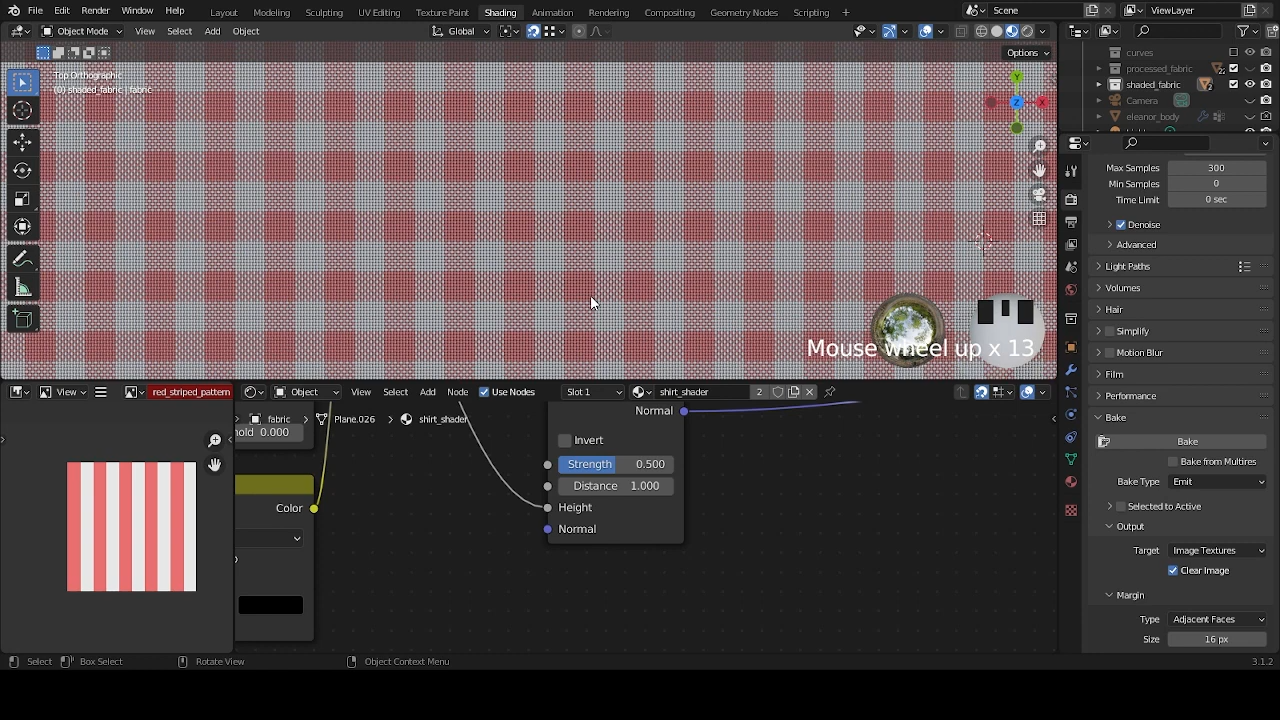 File Edit Render Window Help Layout Modeling Sculpting UV Editing Texture Paint Shading Animation Rendering Compositing Geometry Nodes Scripting + Scene ViewLayer
Object Mode View Select Add Object Global
Options
Top Orthographic
(0) shaded_fabric | fabric
Y
Z X
Mouse wheel up x 13
curves
processed_fabric
shaded_fabric
Camera
eleanor_body
Max Samples 300
Min Samples 0
Time Limit 0 sec
Denoise
Advanced
Light Paths
Volumes
Hair
Simplify
Motion Blur
Film
Performance
Bake
Bake
Bake from Multires
Bake Type Emit
Selected to Active
Output
Target Image Textures
Clear Image
Margin
Type Adjacent Faces
Size 16 px
View red_striped_pattern Object View Select Add Node Use Nodes Slot 1 shirt_shader 2
fabric Plane.026 shirt_shader
hold 0.000
Color
Normal
Invert
Strength 0.500
Distance 1.000
Height
Normal
Select Box Select Rotate View Object Context Menu 3.1.2